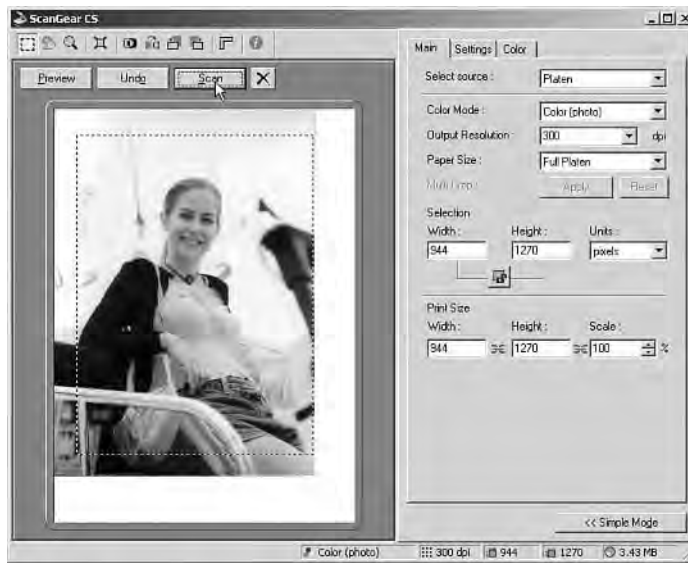 ScanGear CS
Preview Undo Scan
Main Settings Color
Select source : Platen
Color Mode : Color (photo)
Output Resolution : 300 dpi
Paper Size : Full Platen
Multi Crop : Apply Reset
Selection
Width : Height : Units :
944 1270 pixels
Print Size
Width : Height : Scale :
944 1270 100 %
<< Simple Mode
Color (photo) 300 dpi 944 1270 3.43 MB